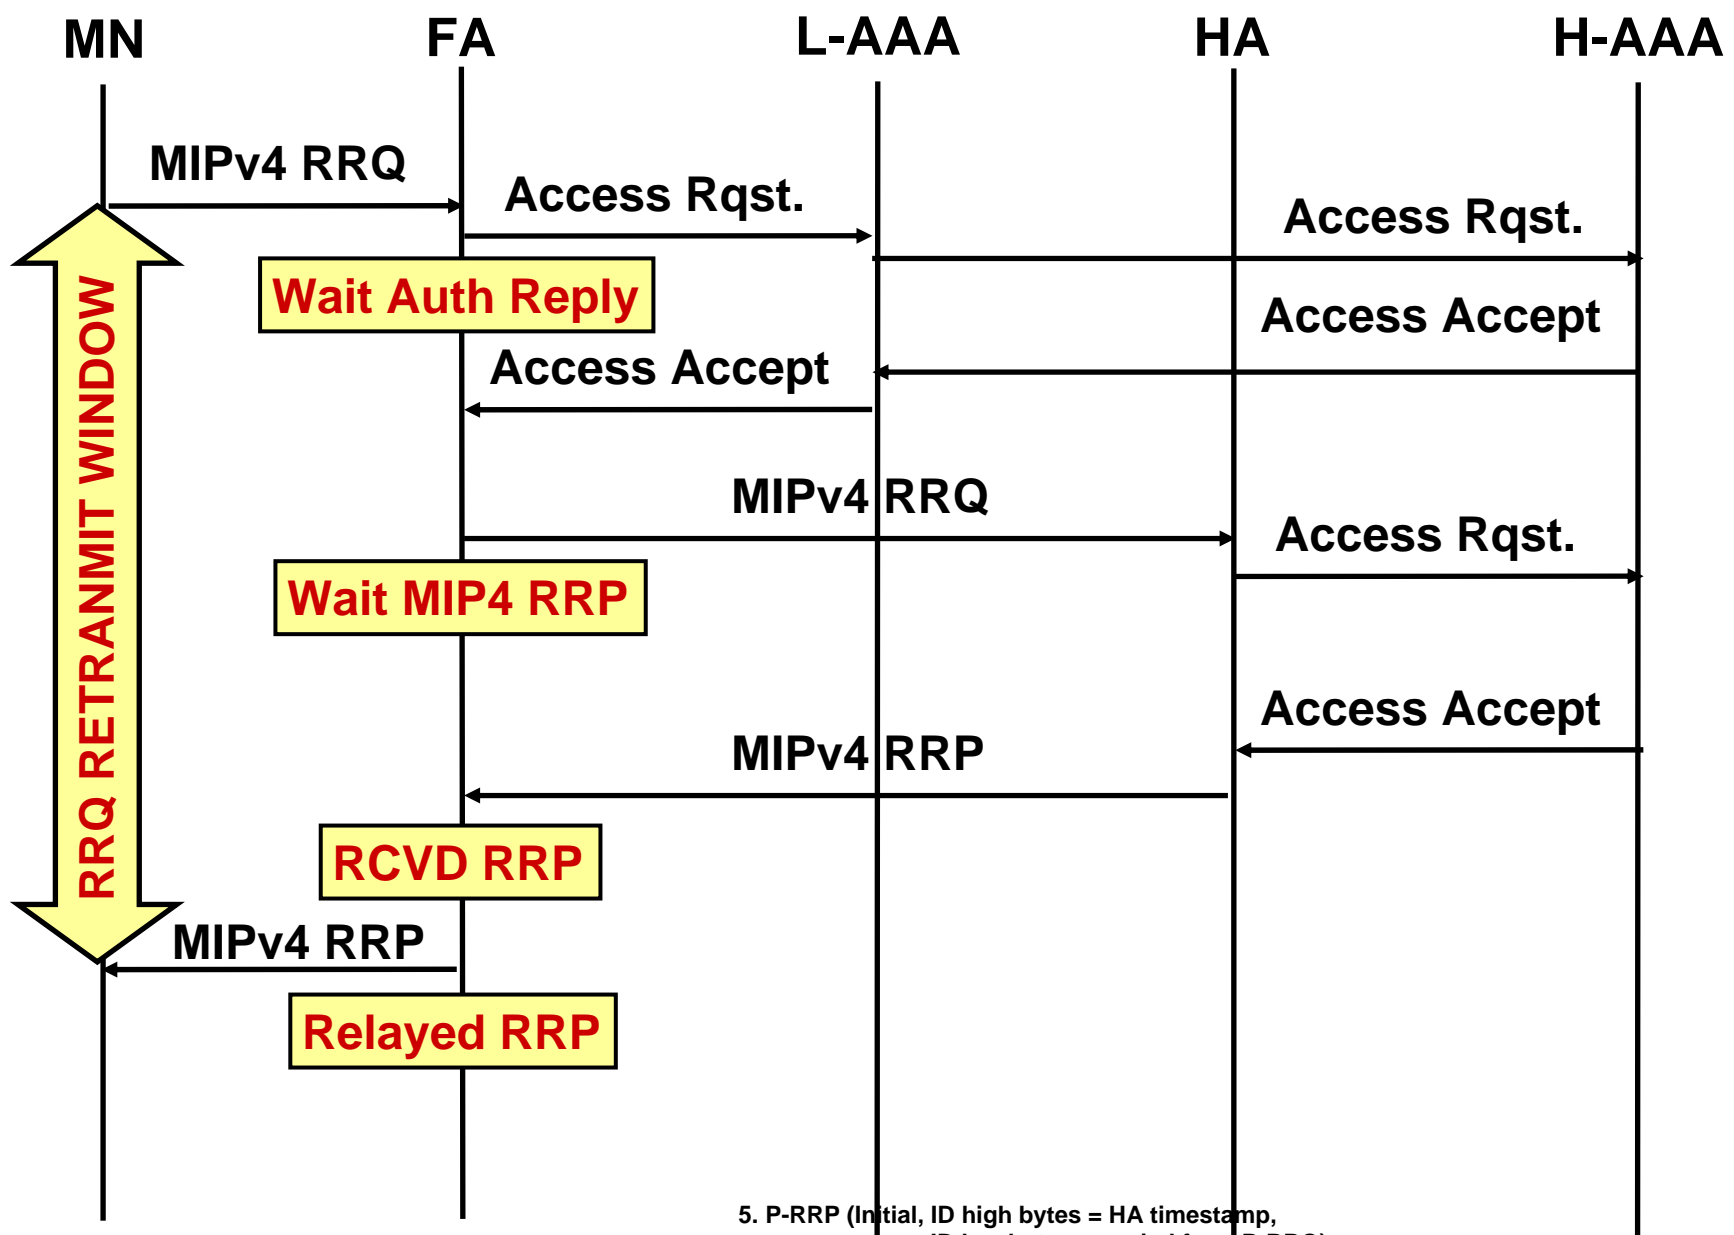 MN FA L-AAA HA H-AAA
MIPv4 RRQ
Access Rqst.
Access Rqst.
Wait Auth Reply
Access Accept
Access Accept
RRQ RETRANMIT WINDOW
MIPv4 RRQ
Access Rqst.
Wait MIP4 RRP
Access Accept
MIPv4 RRP
RCVD RRP
MIPv4 RRP
Relayed RRP
5. P-RRP (Initial, ID high bytes = HA timestamp,